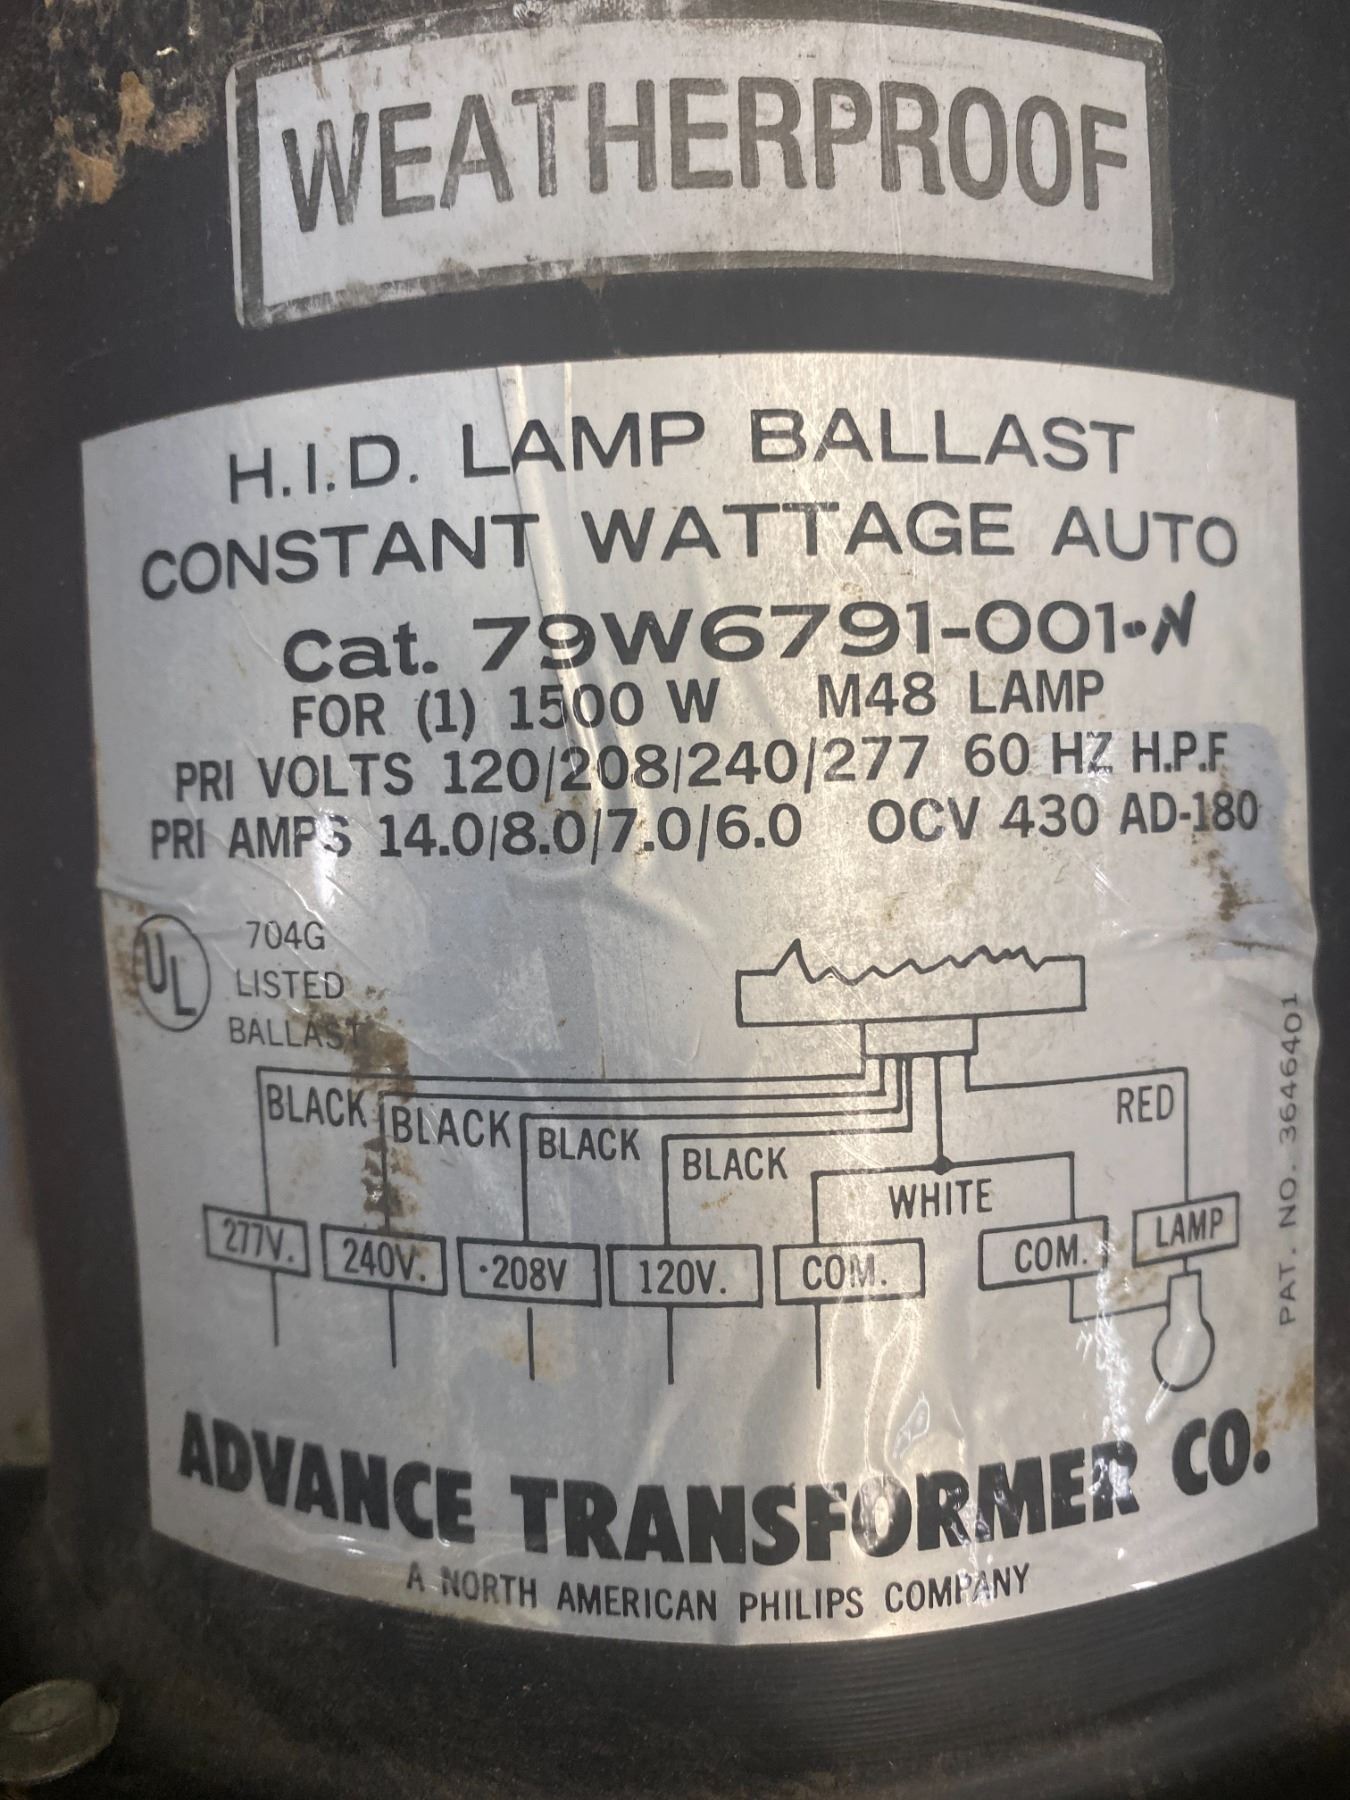 WEATHERPROOF
H.I.D. LAMP BALLAST
CONSTANT WATTAGE AUTO
Cat. 79W6791-001-N
FOR (1) 1500 W M48 LAMP
PRI VOLTS 120/208/240/277 60 HZ H.P.F
PRI AMPS 14.0/8.0/7.0/6.0 OCV 430 AD-180
UL
704G
LISTED
BALLAST
BLACK BLACK BLACK BLACK WHITE RED
277V. 240V. ·208V 120V. COM. COM. LAMP
PAT. NO. 3646401
ADVANCE TRANSFORMER CO.
A NORTH AMERICAN PHILIPS COMPANY